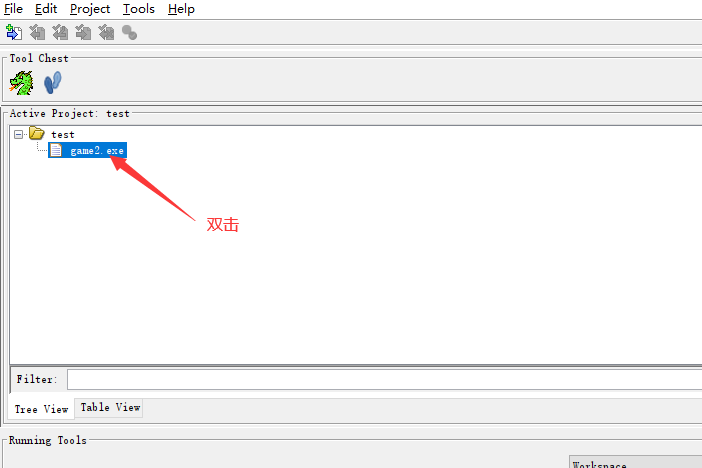 File Edit Project Tools Help
Tool Chest
Active Project: test
test
game2.exe
双击
Filter:
Tree View Table View
Running Tools
Workspace